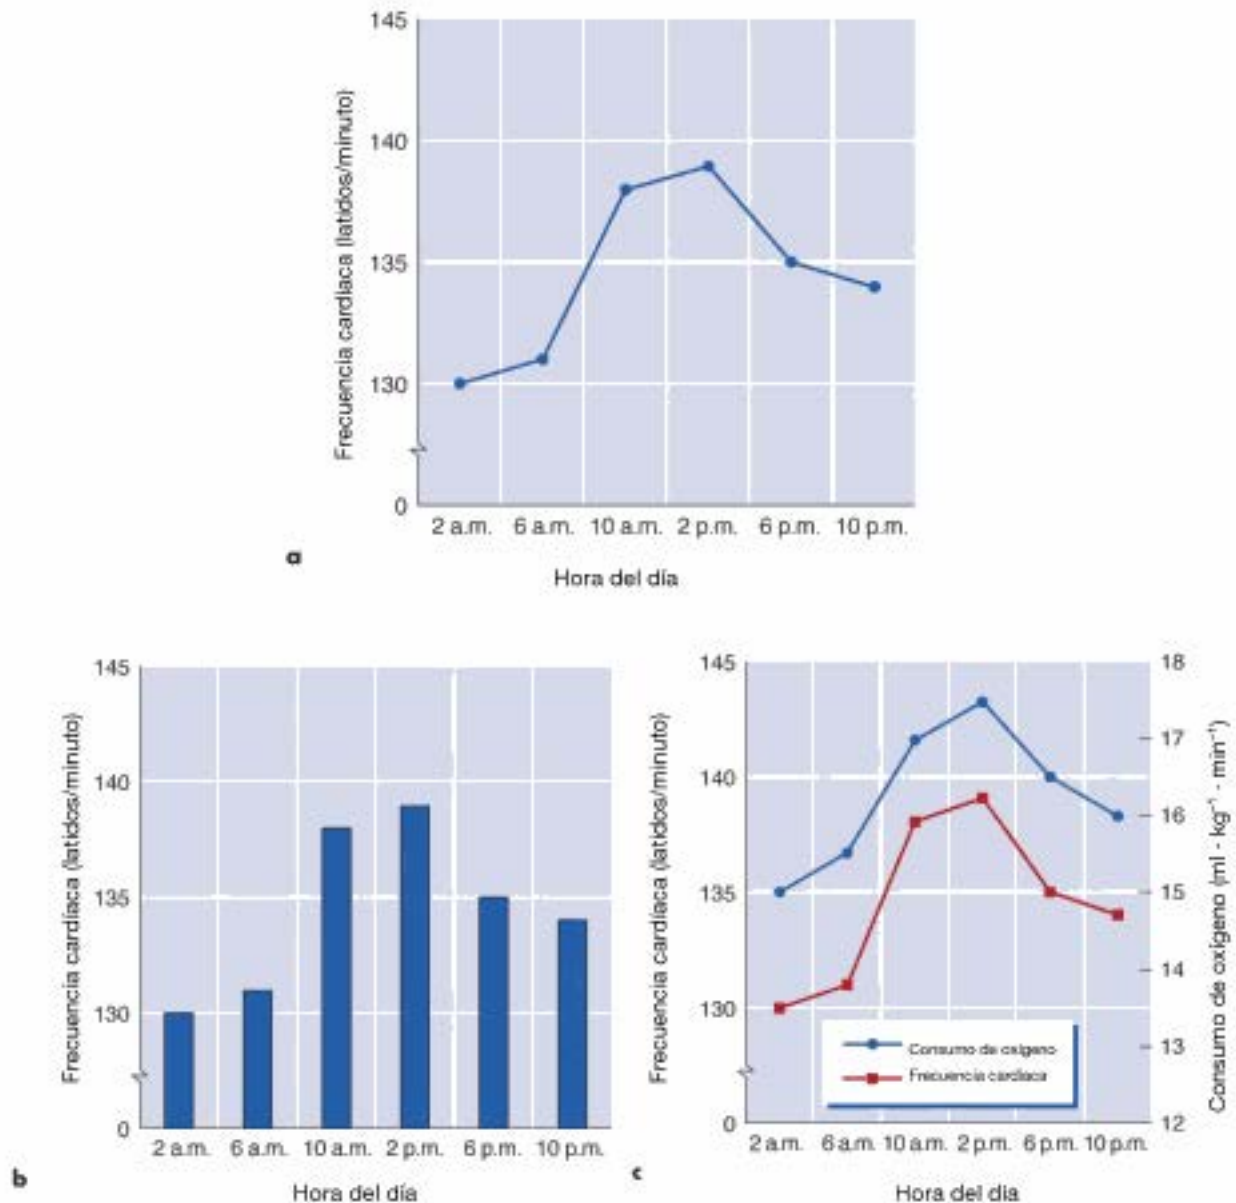 145
140
135
130
0
Frecuencia cardíaca (latidos/minuto)
2 a.m. 6 a.m. 10 a.m. 2 p.m. 6 p.m. 10 p.m.
Hora del día
a
145
140
135
130
0
Frecuencia cardíaca (latidos/minuto)
2 a.m. 6 a.m. 10 a.m. 2 p.m. 6 p.m. 10 p.m.
Hora del día
b
145
140
135
130
0
Frecuencia cardíaca (latidos/minuto)
18
17
16
15
14
13
12
Consumo de oxígeno (ml - kg⁻¹ - min⁻¹)
Consumo de oxígeno
Frecuencia cardíaca
2 a.m. 6 a.m. 10 a.m. 2 p.m. 6 p.m. 10 p.m.
Hora del día
c